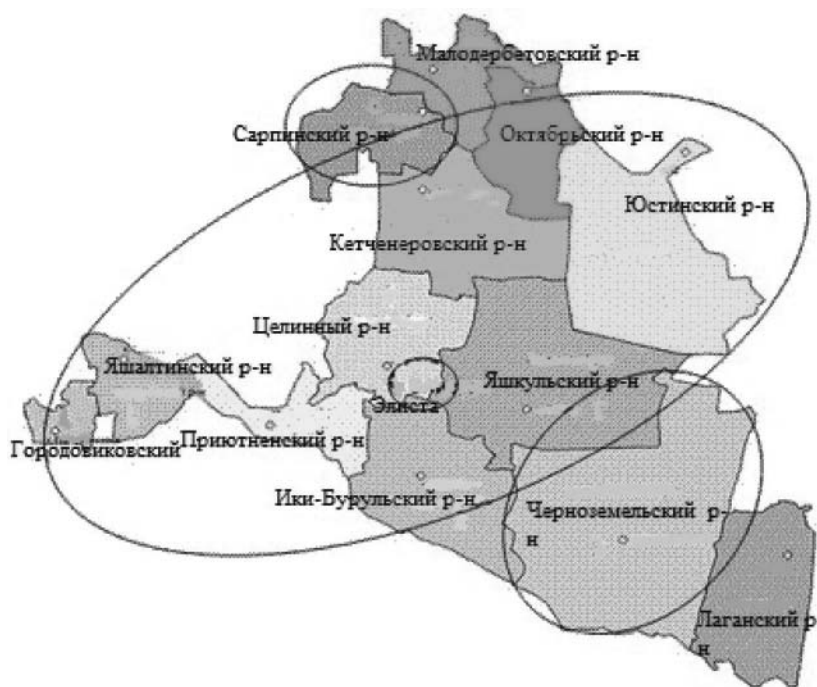 Малодербетовский р-н
Сарпинский р-н
Октябрьский р-н
Юстинский р-н
Кетченеровский р-н
Целинный р-н
Яшалтинский р-н
Яшкульский р-н
Элиста
Городовиковский
Приютненский р-н
Ики-Бурульский р-н
Черноземельский р-
н
Лаганский р-
н